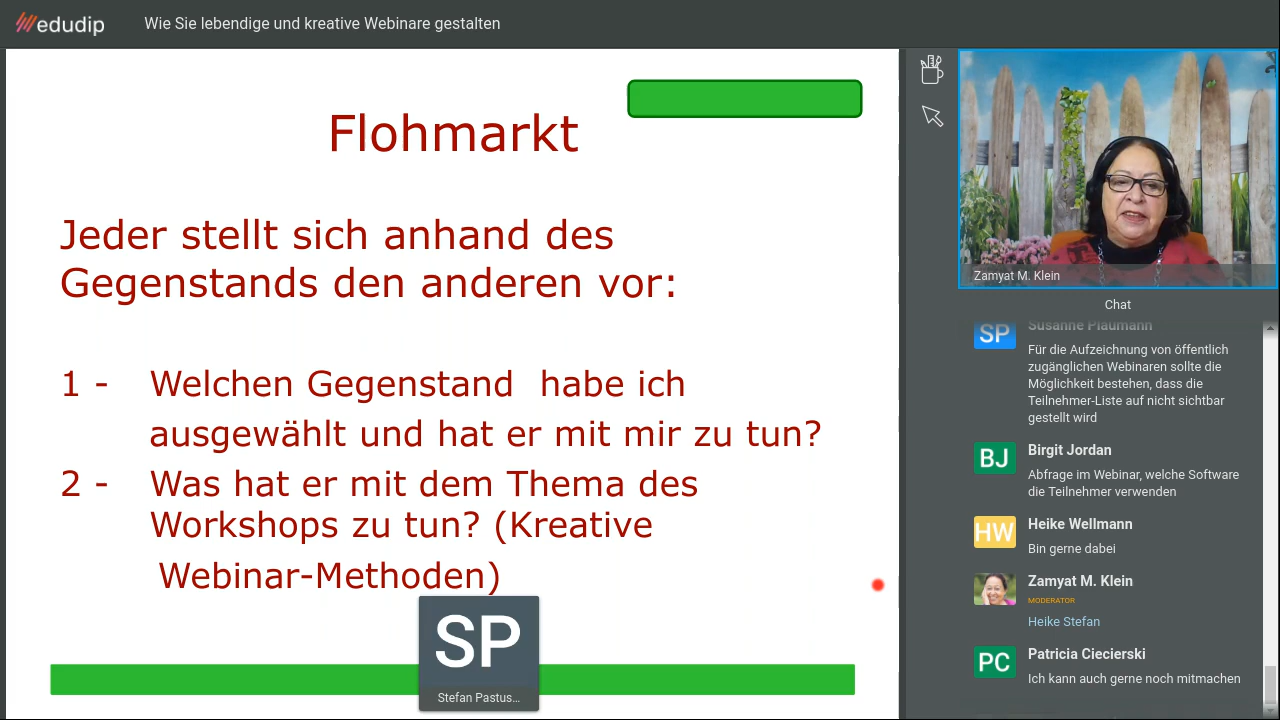 edudip
Wie Sie lebendige und kreative Webinare gestalten
Flohmarkt
Jeder stellt sich anhand des
Gegenstands den anderen vor:
1 - Welchen Gegenstand habe ich
ausgewählt und hat er mit mir zu tun?
2 - Was hat er mit dem Thema des
Workshops zu tun? (Kreative
Webinar-Methoden)
SP
Stefan Pastus...
Zamyat M. Klein
Chat
SP
Susanne Plaumann
Für die Aufzeichnung von öffentlich
zugänglichen Webinaren sollte die
Möglichkeit bestehen, dass die
Teilnehmer-Liste auf nicht sichtbar
gestellt wird
BJ
Birgit Jordan
Abfrage im Webinar, welche Software
die Teilnehmer verwenden
HW
Heike Wellmann
Bin gerne dabei
Zamyat M. Klein
MODERATOR
Heike Stefan
PC
Patricia Ciecierski
Ich kann auch gerne noch mitmachen